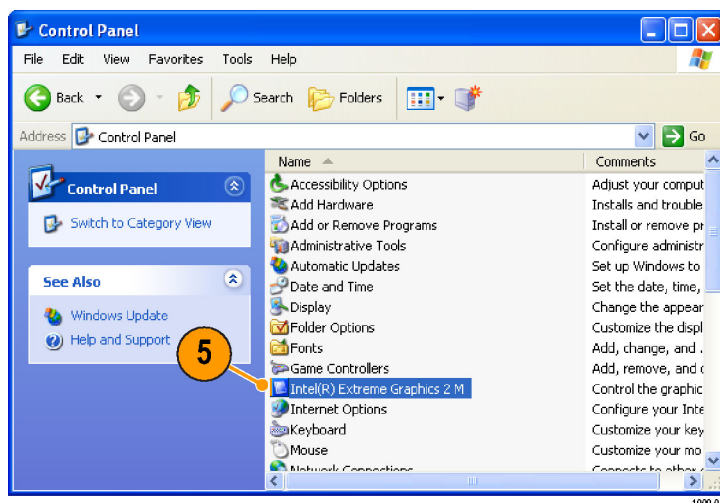 Control Panel
File Edit View Favorites Tools Help
Back Search Folders
Address Control Panel Go
Name Comments
Control Panel
Switch to Category View
See Also
Windows Update
Help and Support
5
Accessibility Options Adjust your comput
Add Hardware Installs and trouble
Add or Remove Programs Install or remove pr
Administrative Tools Configure administr
Automatic Updates Set up Windows to
Date and Time Set the date, time,
Display Change the appear
Folder Options Customize the displ
Fonts Add, change, and .
Game Controllers Add, remove, and c
Intel(R) Extreme Graphics 2 M Control the graphic
Internet Options Configure your Inte
Keyboard Customize your key
Mouse Customize your mo
Network Connections Connects to other